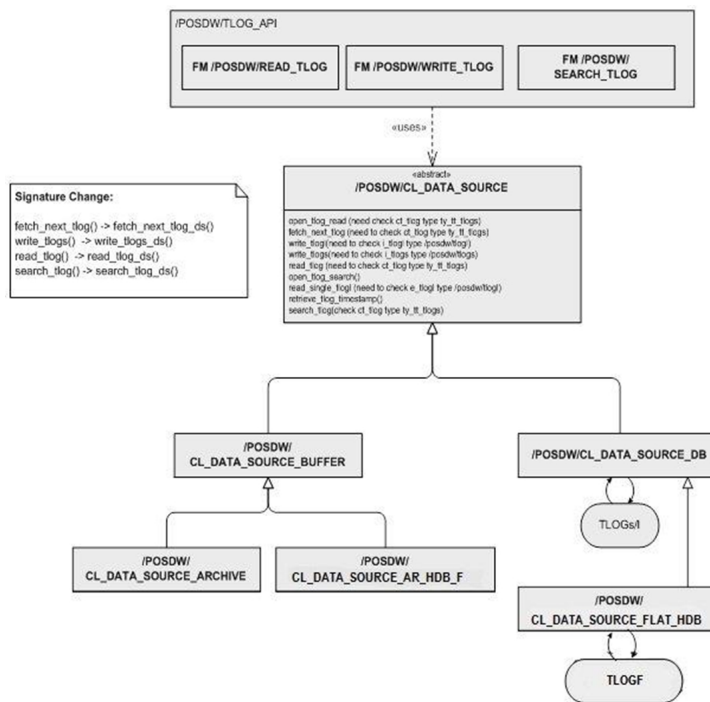 /POSDW/TLOG_API
FM /POSDW/READ_TLOG
FM /POSDW/WRITE_TLOG
FM /POSDW/
SEARCH_TLOG
«uses»
«abstract»
/POSDW/CL_DATA_SOURCE
open_tlog_read (need check ct_tlog type ty_tt_tlogs)
fetch_next_tlog (need to check ct_tlog type ty_tt_tlogs)
write_tlogl(need to check i_tlogl type /posdw/tlogl)
write_tlogs(need to check i_tlogs type /posdw/tlogs)
read_tlog (need to check ct_tlog type ty_tt_tlogs)
open_tlog_search()
read_single_tlogl (need to check e_tlogl type /posdw/tlogl)
retrieve_tlog_timestamp()
search_tlog(check ct_tlog type ty_tt_tlogs)
Signature Change:
fetch_next_tlog() -> fetch_next_tlog_ds()
write_tlogs() -> write_tlogs_ds()
read_tlog() -> read_tlog_ds()
search_tlog() -> search_tlog_ds()
/POSDW/
CL_DATA_SOURCE_BUFFER
/POSDW/CL_DATA_SOURCE_DB
TLOGs/l
/POSDW/
CL_DATA_SOURCE_ARCHIVE
/POSDW/
CL_DATA_SOURCE_AR_HDB_F
/POSDW/
CL_DATA_SOURCE_FLAT_HDB
TLOGF